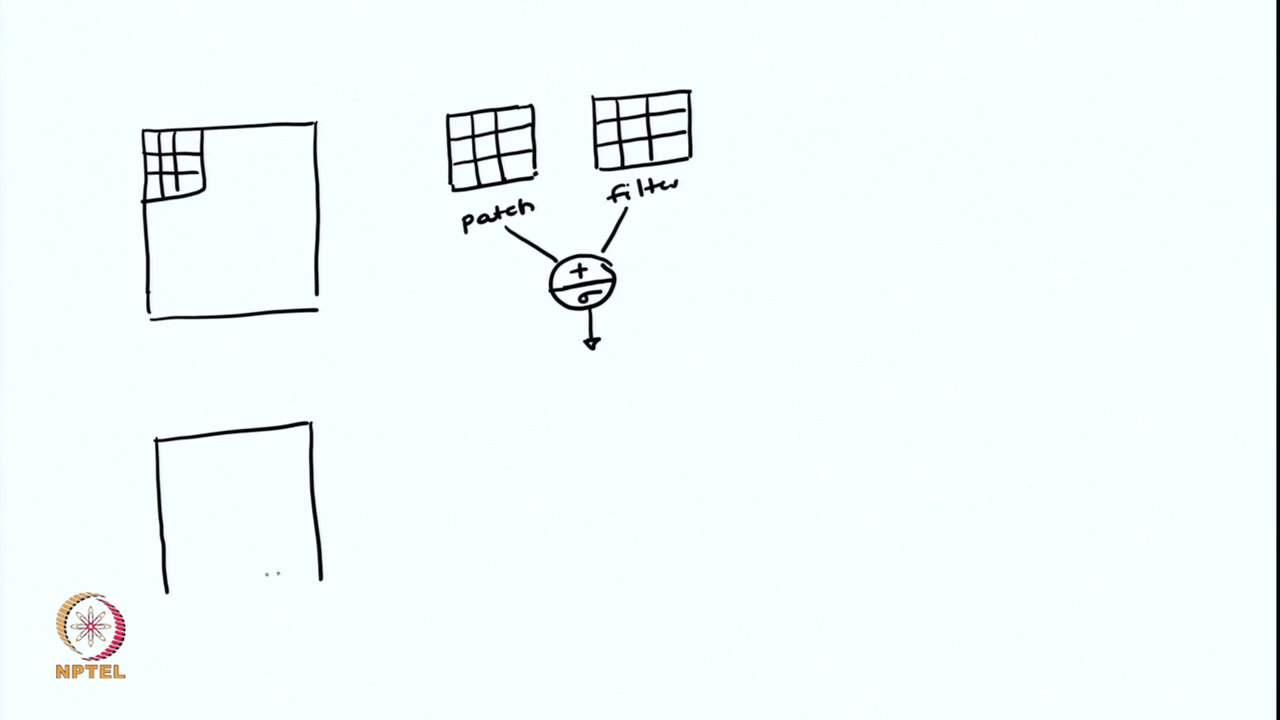 patch
filter
+
σ
NPTEL